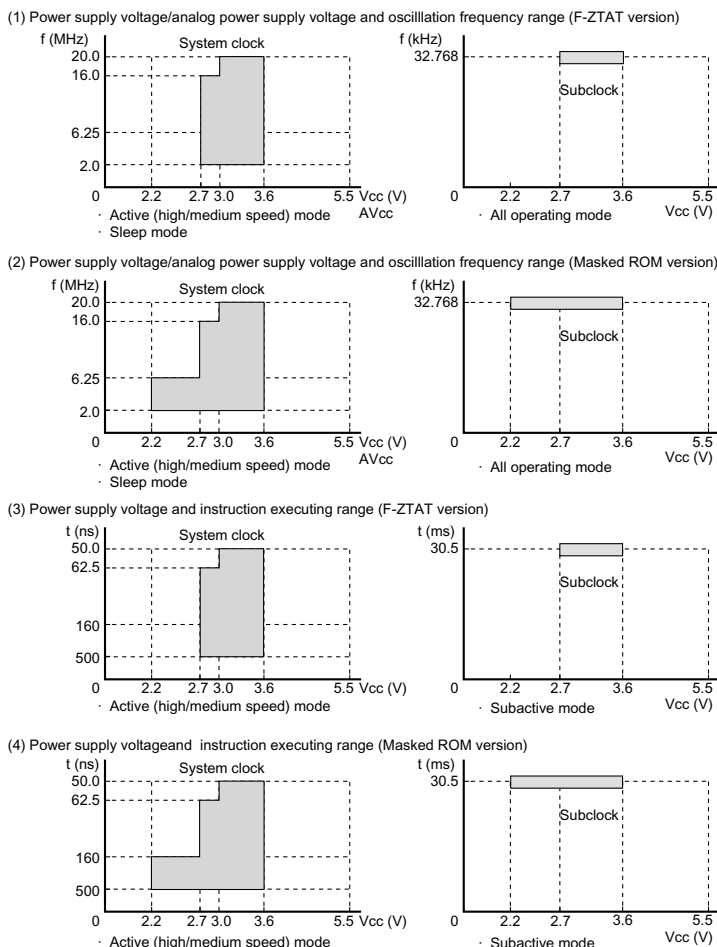 (1) Power supply voltage/analog power supply voltage and oscilllation frequency range (F-ZTAT version)
f (MHz)
System clock
20.0
16.0
6.25
2.0
0
2.2
2.7
3.0
3.6
5.5
Vcc (V)
AVcc
· Active (high/medium speed) mode
· Sleep mode
f (kHz)
32.768
Subclock
0
2.2
2.7
3.6
5.5
Vcc (V)
· All operating mode
(2) Power supply voltage/analog power supply voltage and oscilllation frequency range (Masked ROM version)
f (MHz)
System clock
20.0
16.0
6.25
2.0
0
2.2
2.7
3.0
3.6
5.5
Vcc (V)
AVcc
· Active (high/medium speed) mode
· Sleep mode
f (kHz)
32.768
Subclock
0
2.2
2.7
3.6
5.5
Vcc (V)
· All operating mode
(3) Power supply voltage and instruction executing range (F-ZTAT version)
t (ns)
System clock
50.0
62.5
160
500
0
2.2
2.7
3.0
3.6
5.5
Vcc (V)
· Active (high/medium speed) mode
t (ms)
30.5
Subclock
0
2.2
2.7
3.6
5.5
Vcc (V)
· Subactive mode
(4) Power supply voltageand instruction executing range (Masked ROM version)
t (ns)
System clock
50.0
62.5
160
500
0
2.2
2.7
3.0
3.6
5.5
Vcc (V)
· Active (high/medium speed) mode
t (ms)
30.5
Subclock
0
2.2
2.7
3.6
5.5
Vcc (V)
· Subactive mode